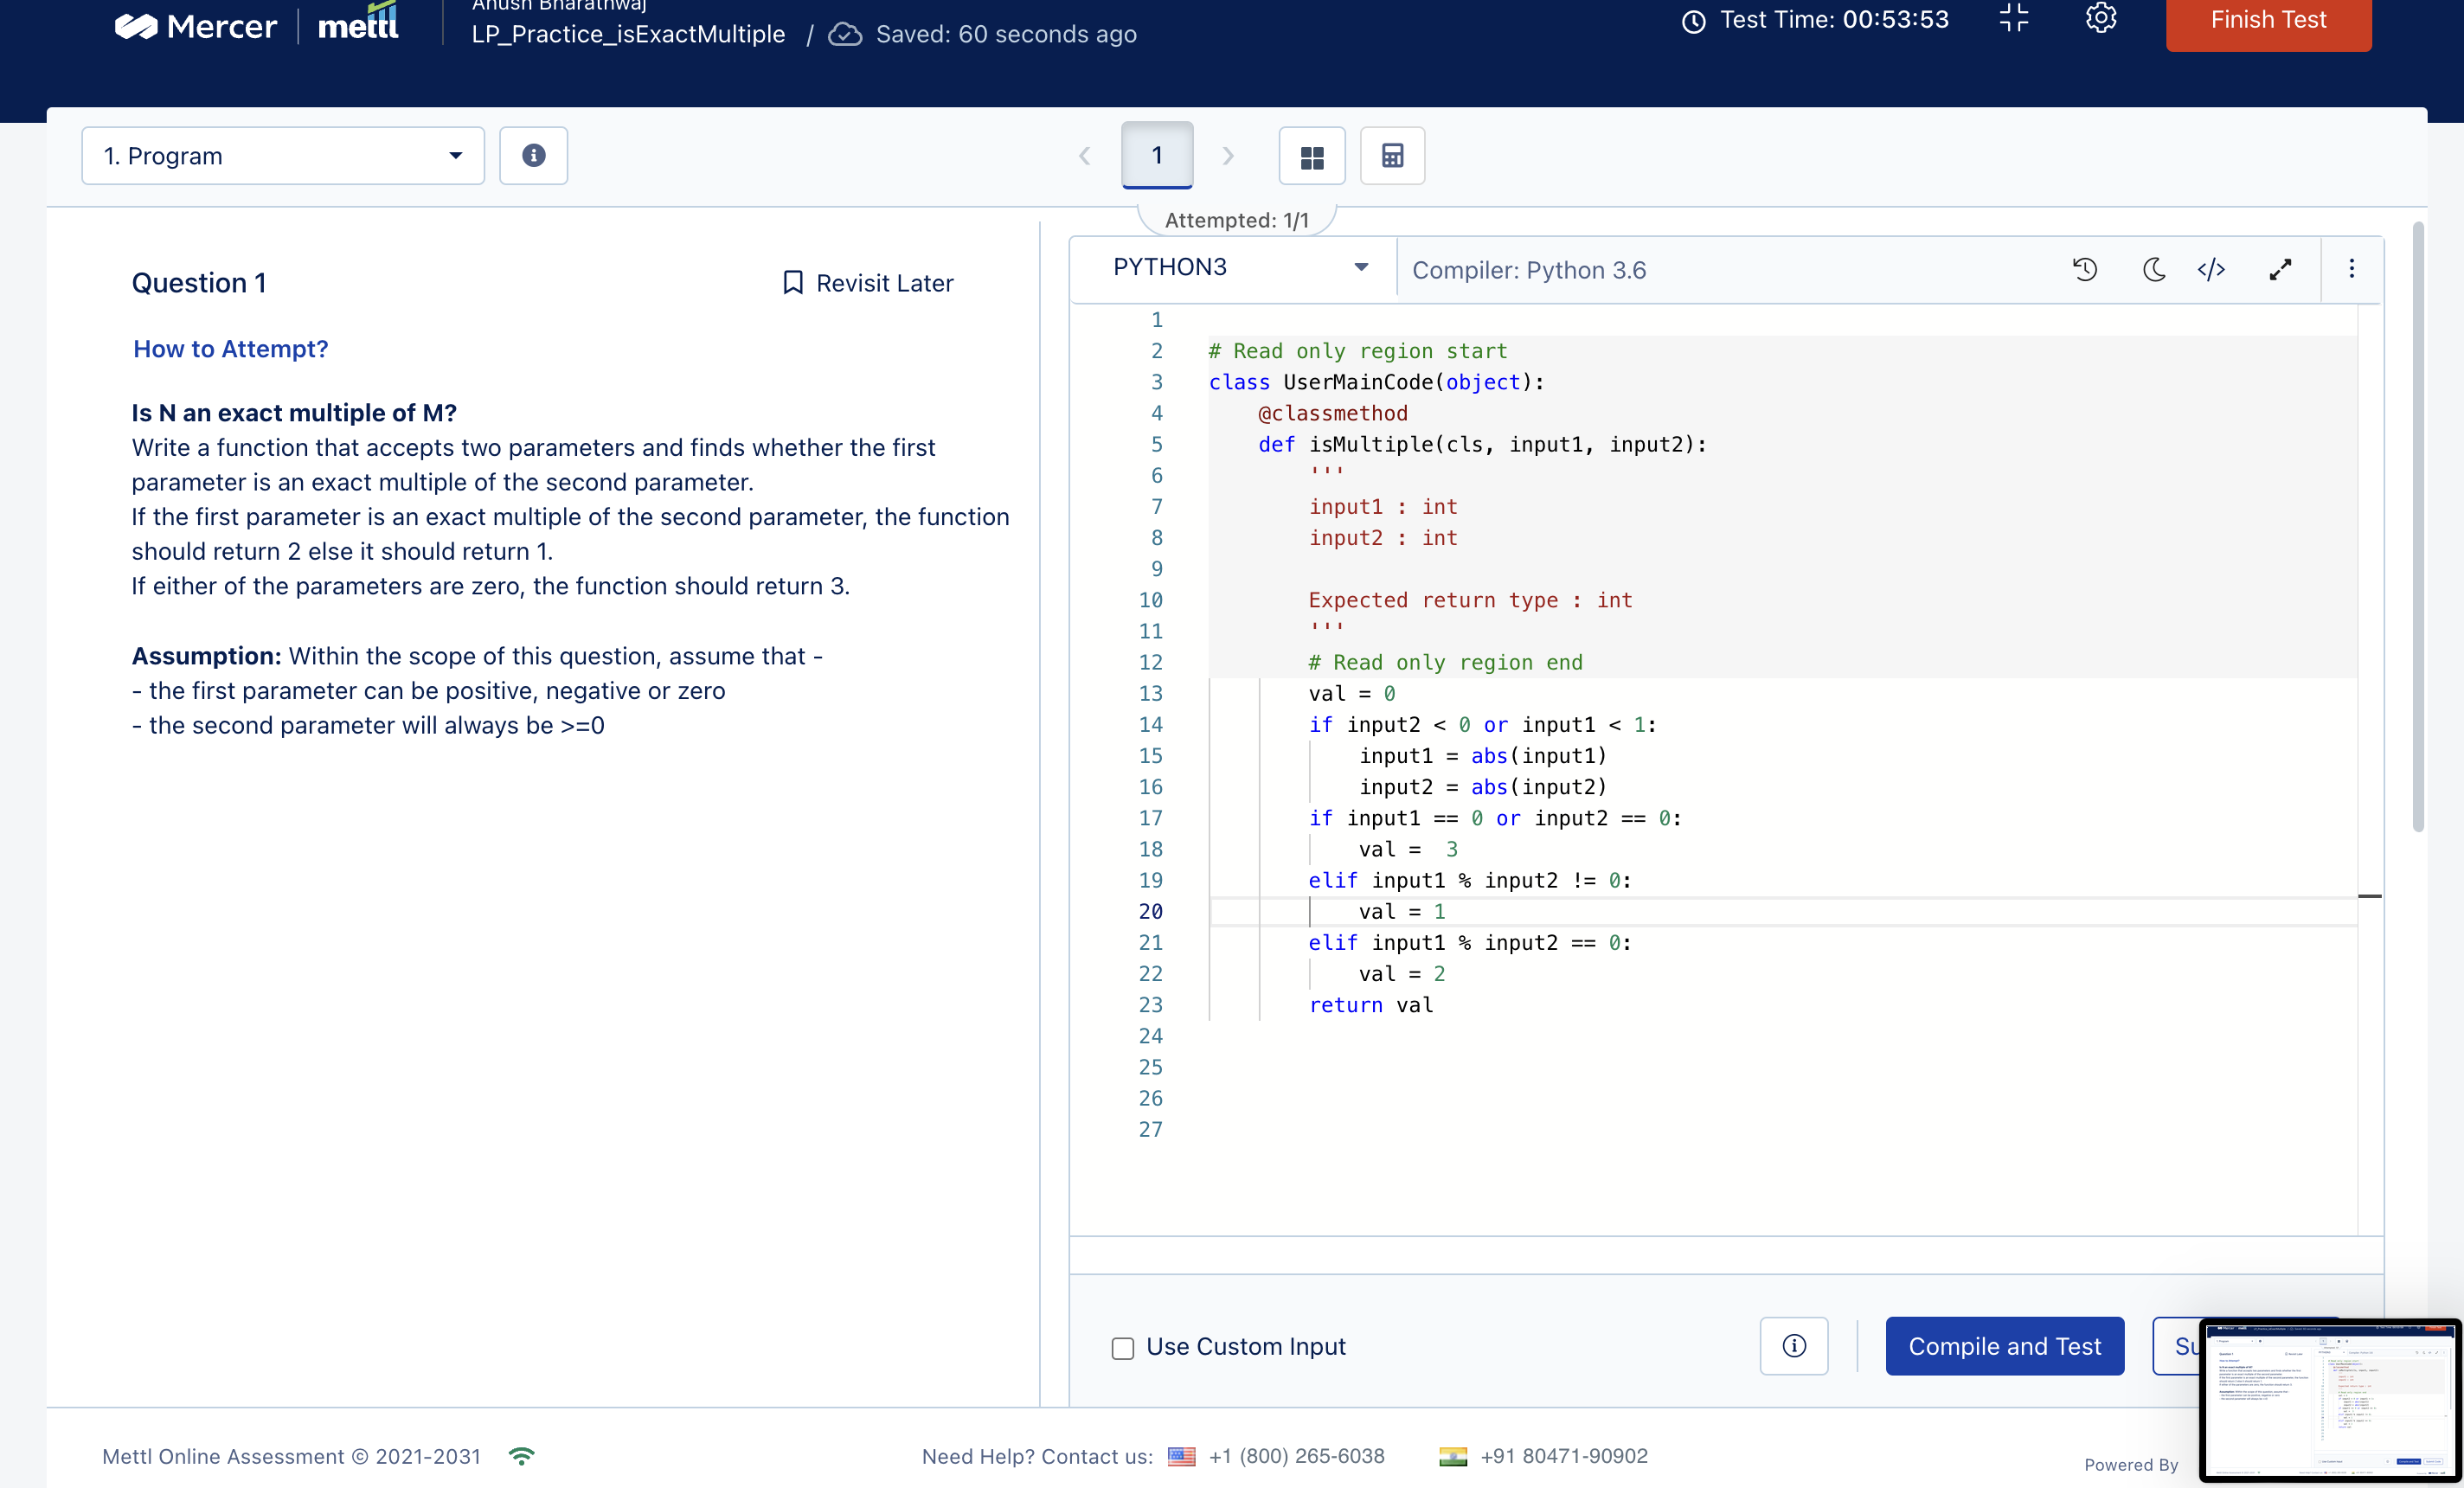 Anush Bharathwaj
Mercer mettl
LP_Practice_isExactMultiple / Saved: 60 seconds ago
Test Time: 00:53:53
Finish Test
1. Program
1
Attempted: 1/1
Question 1
Revisit Later
How to Attempt?
Is N an exact multiple of M?
Write a function that accepts two parameters and finds whether the first
parameter is an exact multiple of the second parameter.
If the first parameter is an exact multiple of the second parameter, the function
should return 2 else it should return 1.
If either of the parameters are zero, the function should return 3.
Assumption: Within the scope of this question, assume that -
- the first parameter can be positive, negative or zero
- the second parameter will always be >=0
PYTHON3
Compiler: Python 3.6
1
2 # Read only region start
3 class UserMainCode(object):
4     @classmethod
5     def isMultiple(cls, input1, input2):
6         '''
7         input1 : int
8         input2 : int
9
10         Expected return type : int
11         '''
12         # Read only region end
13         val = 0
14         if input2 < 0 or input1 < 1:
15             input1 = abs(input1)
16             input2 = abs(input2)
17         if input1 == 0 or input2 == 0:
18             val =  3
19         elif input1 % input2 != 0:
20             val = 1
21         elif input1 % input2 == 0:
22             val = 2
23         return val
24
25
26
27
Use Custom Input
Compile and Test
Su
Mettl Online Assessment © 2021-2031
Need Help? Contact us: +1 (800) 265-6038 +91 80471-90902
Powered By